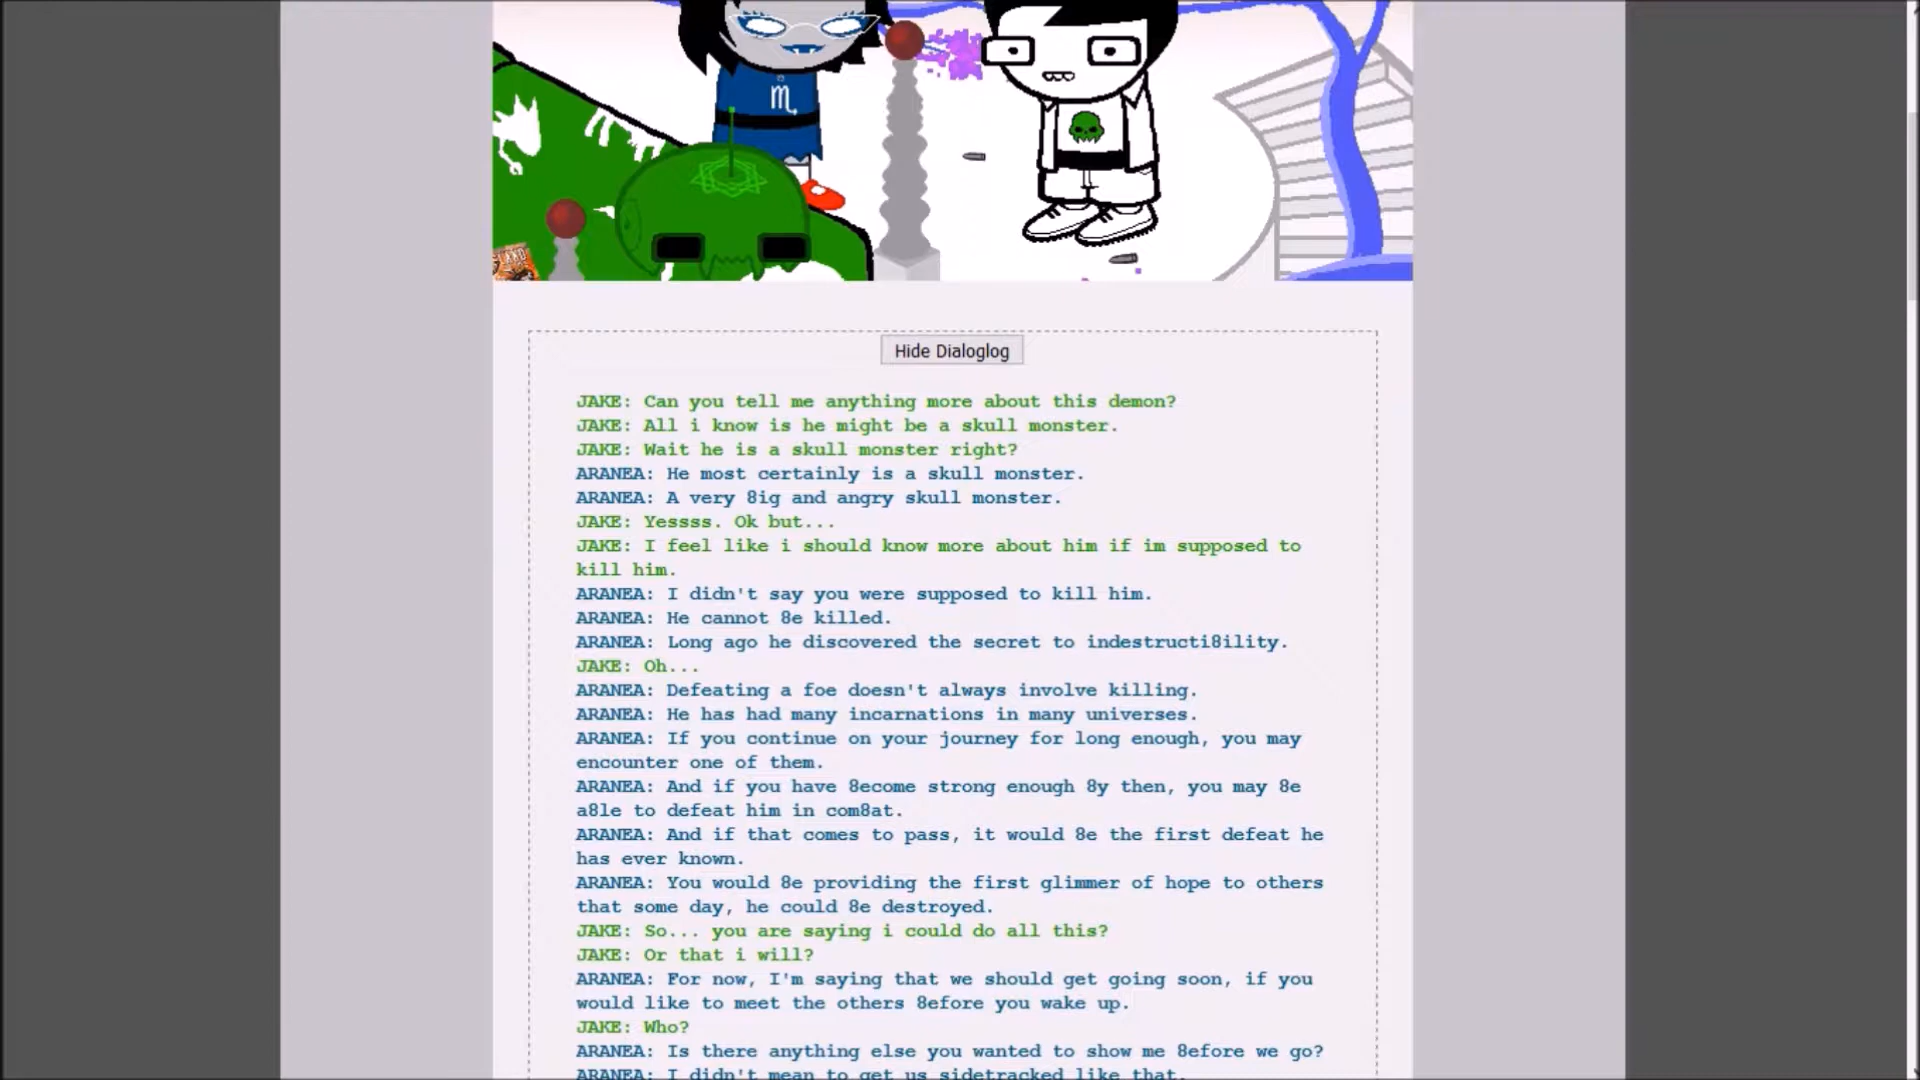 ♏
LAND
Hide Dialoglog
JAKE: Can you tell me anything more about this demon?
JAKE: All i know is he might be a skull monster.
JAKE: Wait he is a skull monster right?
ARANEA: He most certainly is a skull monster.
ARANEA: A very 8ig and angry skull monster.
JAKE: Yessss. Ok but...
JAKE: I feel like i should know more about him if im supposed to
kill him.
ARANEA: I didn't say you were supposed to kill him.
ARANEA: He cannot 8e killed.
ARANEA: Long ago he discovered the secret to indestructi8ility.
JAKE: Oh...
ARANEA: Defeating a foe doesn't always involve killing.
ARANEA: He has had many incarnations in many universes.
ARANEA: If you continue on your journey for long enough, you may
encounter one of them.
ARANEA: And if you have 8ecome strong enough 8y then, you may 8e
a8le to defeat him in com8at.
ARANEA: And if that comes to pass, it would 8e the first defeat he
has ever known.
ARANEA: You would 8e providing the first glimmer of hope to others
that some day, he could 8e destroyed.
JAKE: So... you are saying i could do all this?
JAKE: Or that i will?
ARANEA: For now, I'm saying that we should get going soon, if you
would like to meet the others 8efore you wake up.
JAKE: Who?
ARANEA: Is there anything else you wanted to show me 8efore we go?
ARANEA: I didn't mean to get us sidetracked like that.